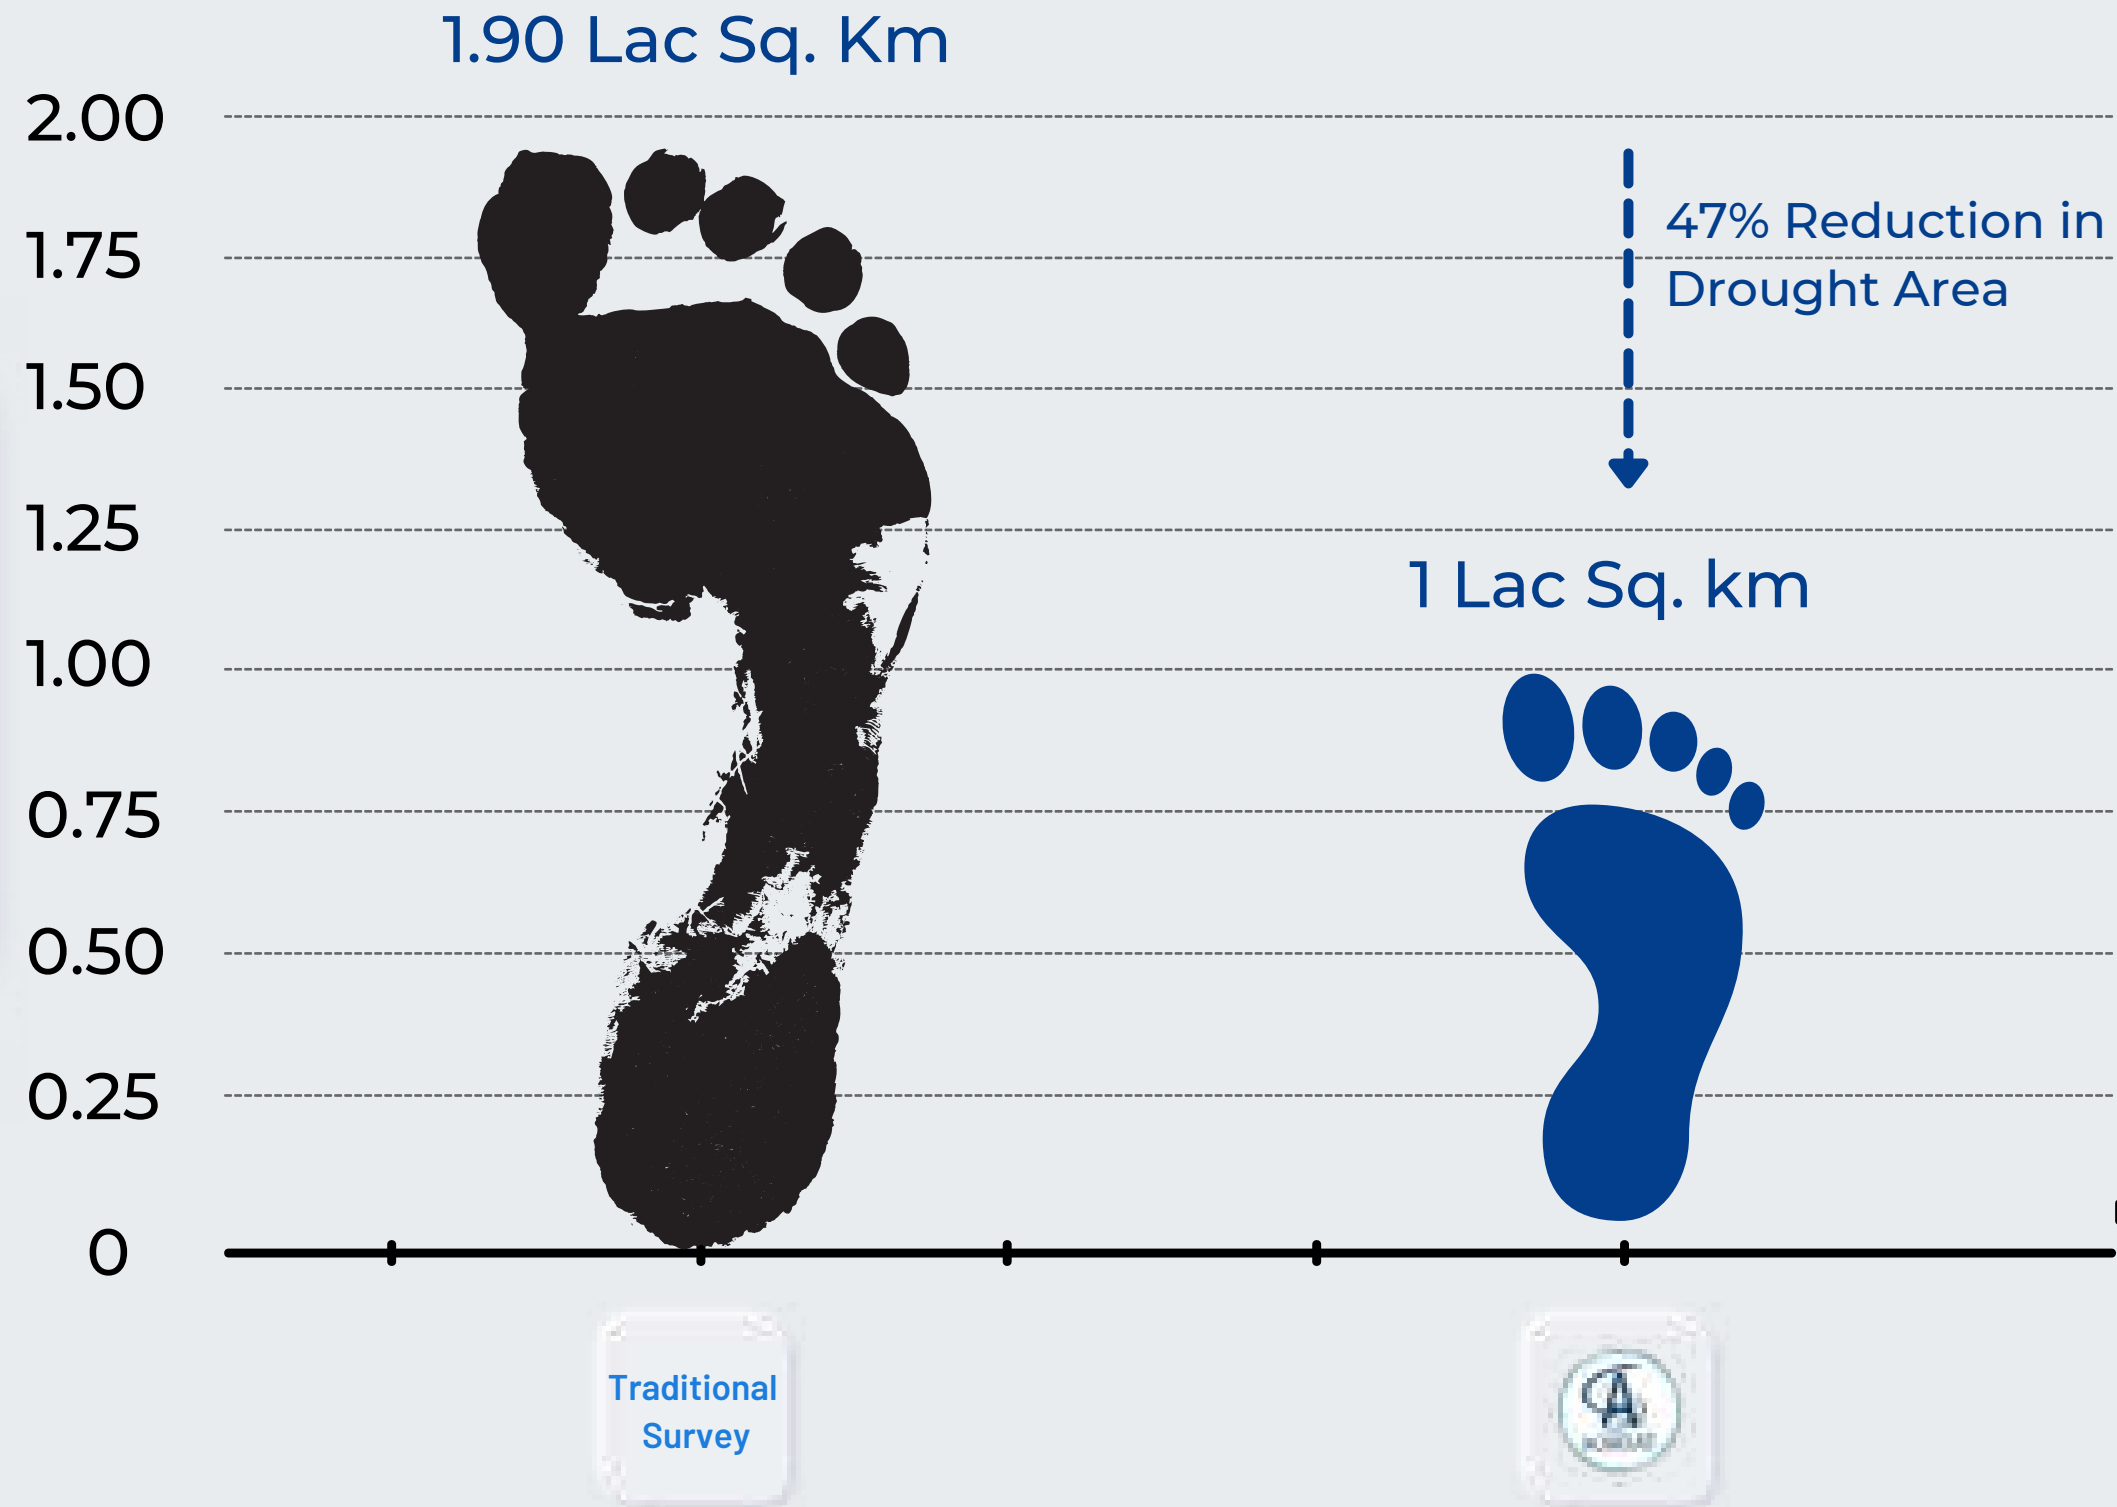 1.90 Lac Sq. Km
2.00
1.75
1.50
1.25
1.00
0.75
0.50
0.25
0
47% Reduction in
Drought Area
1 Lac Sq. km
Traditional
Survey